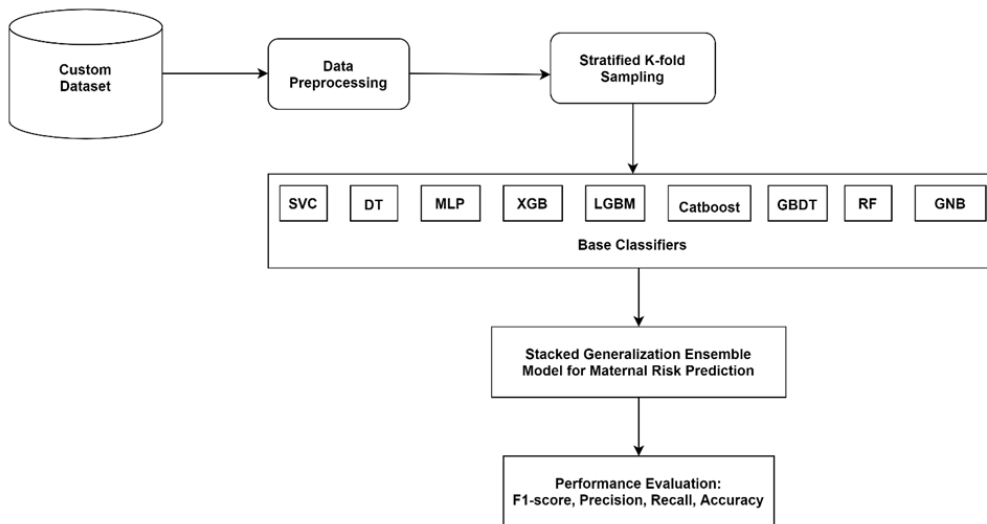 Custom
Dataset
Data
Preprocessing
Stratified K-fold
Sampling
SVC
DT
MLP
XGB
LGBM
Catboost
GBDT
RF
GNB
Base Classifiers
Stacked Generalization Ensemble
Model for Maternal Risk Prediction
Performance Evaluation:
F1-score, Precision, Recall, Accuracy